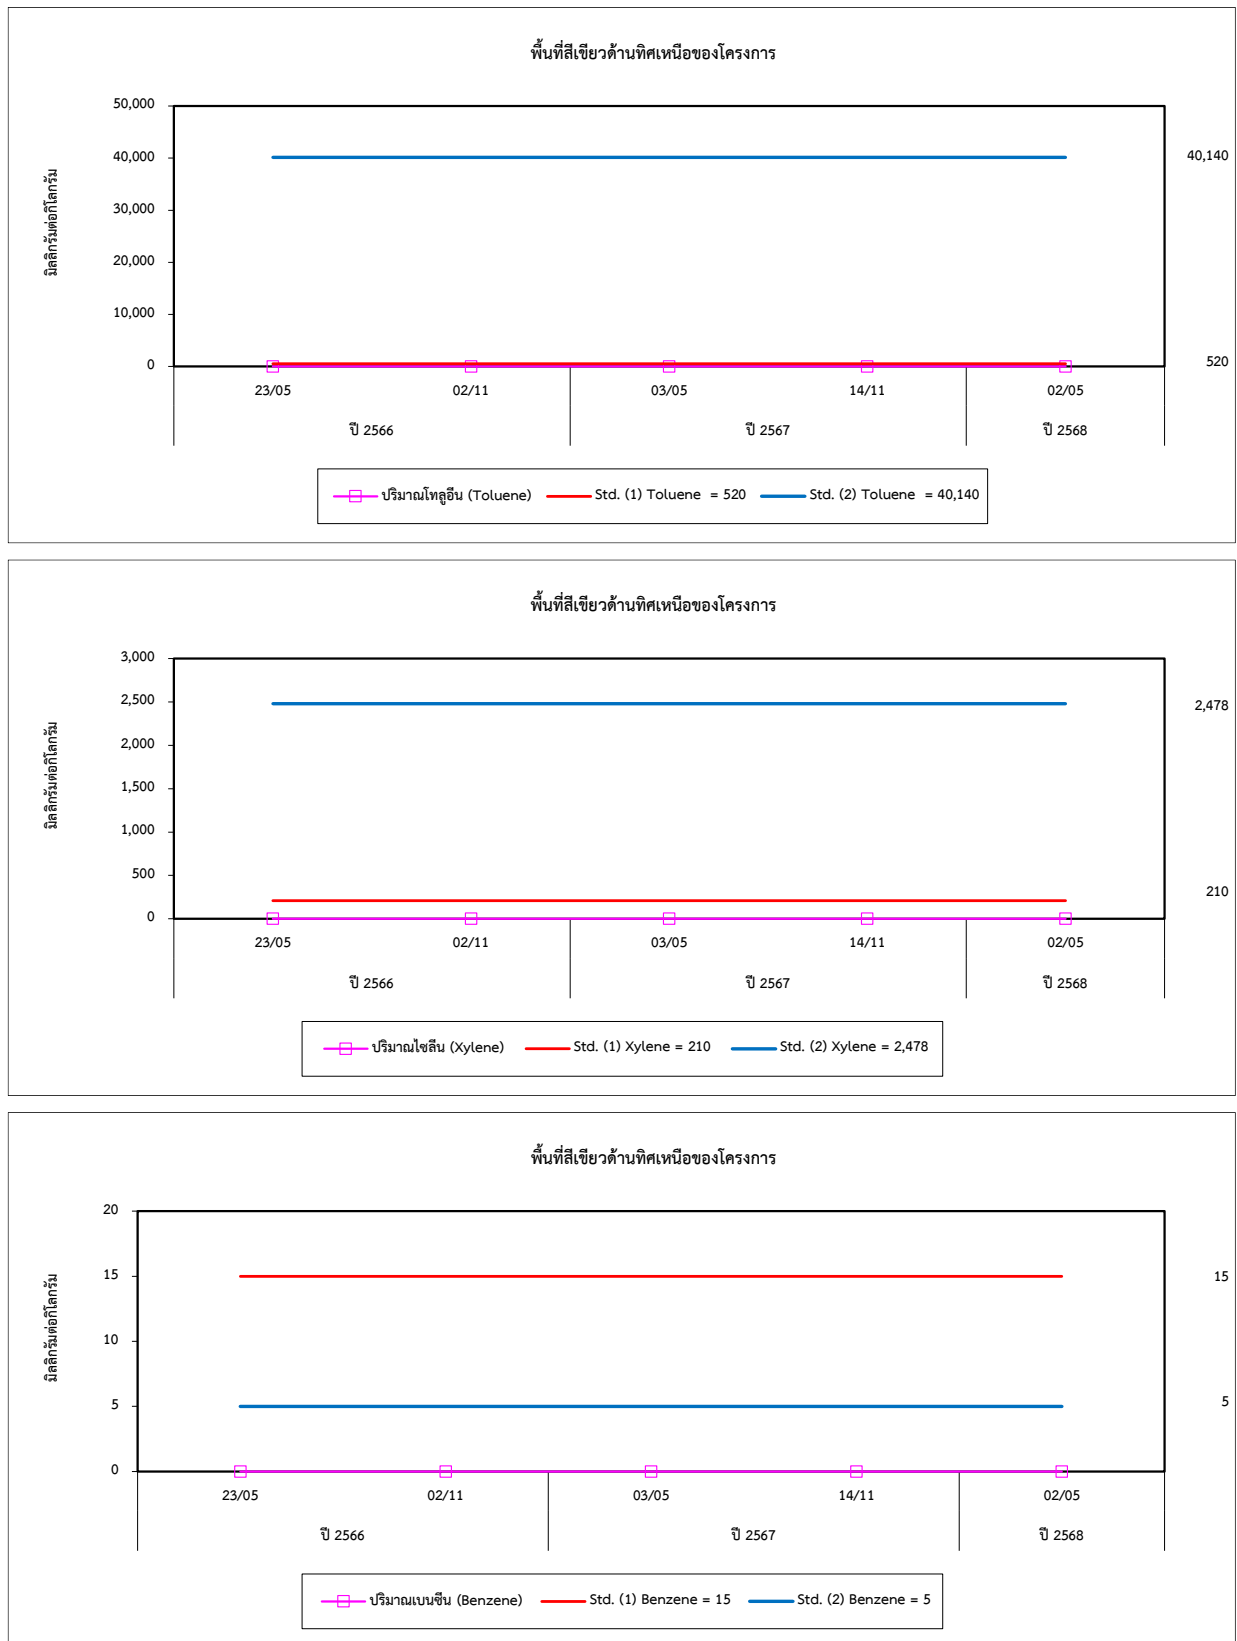 พื้นที่สีเขียวด้านทิศเหนือของโครงการ
มิลลิกรัมต่อกิโลกรัม
50,000
40,000
30,000
20,000
10,000
0
40,140
520
23/05 02/11 03/05 14/11 02/05
ปี 2566 ปี 2567 ปี 2568
ปริมาณโทลูอีน (Toluene) Std. (1) Toluene = 520 Std. (2) Toluene = 40,140
พื้นที่สีเขียวด้านทิศเหนือของโครงการ
มิลลิกรัมต่อกิโลกรัม
3,000
2,500
2,000
1,500
1,000
500
0
2,478
210
23/05 02/11 03/05 14/11 02/05
ปี 2566 ปี 2567 ปี 2568
ปริมาณไซลีน (Xylene) Std. (1) Xylene = 210 Std. (2) Xylene = 2,478
พื้นที่สีเขียวด้านทิศเหนือของโครงการ
มิลลิกรัมต่อกิโลกรัม
20
15
10
5
0
15
5
23/05 02/11 03/05 14/11 02/05
ปี 2566 ปี 2567 ปี 2568
ปริมาณเบนซีน (Benzene) Std. (1) Benzene = 15 Std. (2) Benzene = 5